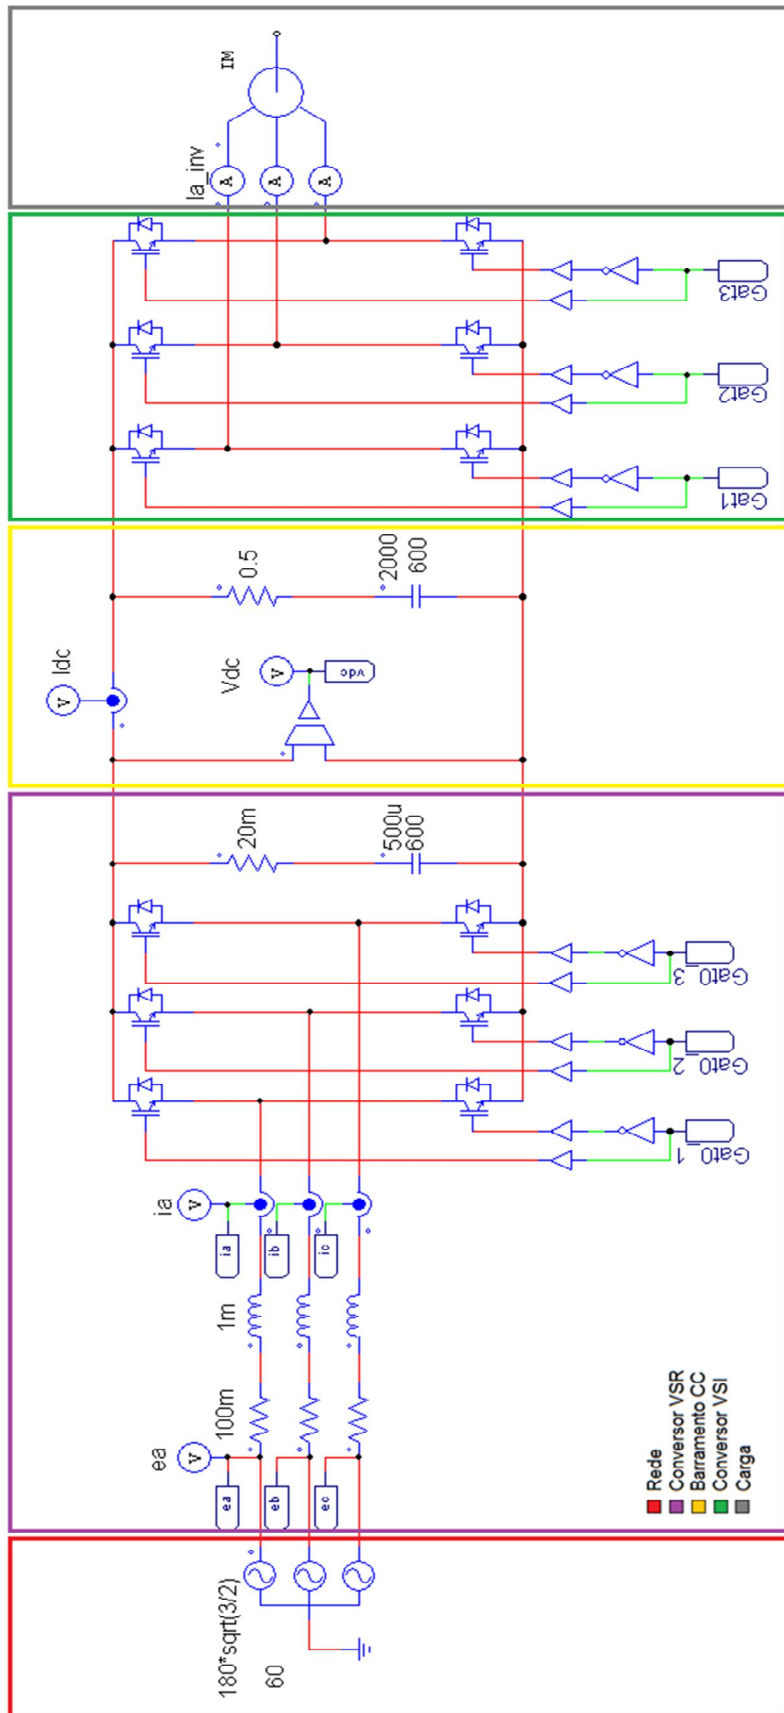 180*sqrt(3/2)
60
ea
ea
eb
ec
V
100m
1m
ia
V
ia
ib
ic
Gat0_1
Gat0_2
Gat0_3
20m
500u
600
Idc
V
Vdc
V
vdc
0.5
2000
600
Gat1
Gat2
Gat3
Ia_inv
A
A
A
IM
Rede
Conversor VSR
Barramento CC
Conversor VSI
Carga